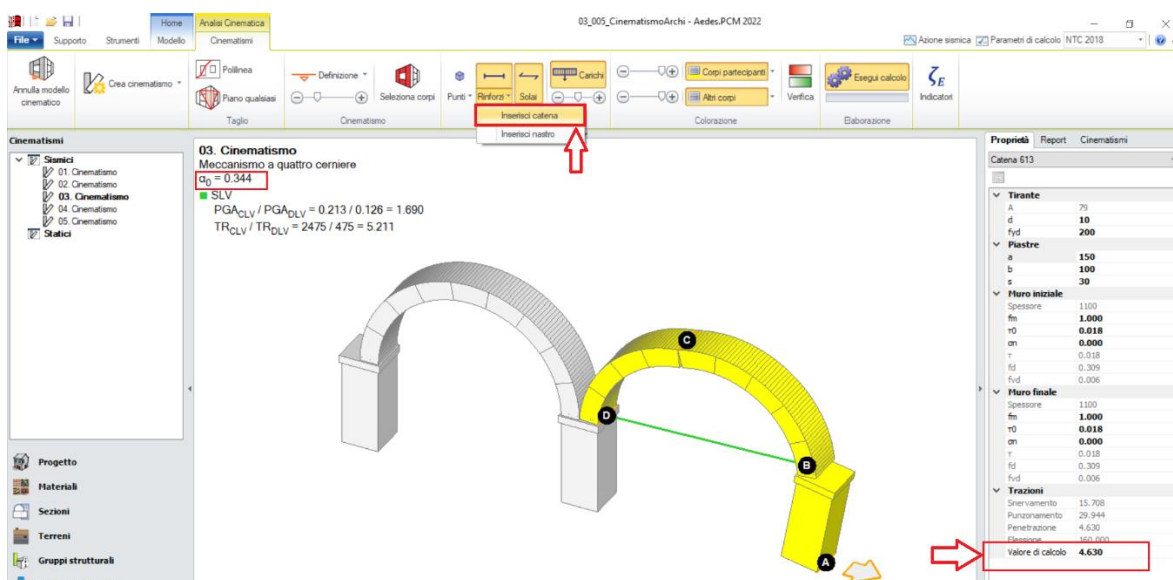 03_005_CinematismoArchi - Aedes.PCM 2022
Home
Analisi Cinematica
File
Supporto
Strumenti
Modello
Cinematismi
Azione sismica
Parametri di calcolo
NTC 2018
Annulla modello
cinematico
Crea cinematismo
Polilinea
Piano qualsiasi
Taglio
Definizione
Seleziona corpi
Cinematismo
Punti
Rinforzi
Solai
Carichi
Inserisci catena
Inserisci nastro
Corpi partecipanti
Altri corpi
Verifica
Colorazione
Esegui calcolo
Elaborazione
ζE
Indicatori
Cinematismi
Sismici
01. Cinematismo
02. Cinematismo
03. Cinematismo
04. Cinematismo
05. Cinematismo
Statici
Progetto
Materiali
Sezioni
Terreni
Gruppi strutturali
03. Cinematismo
Meccanismo a quattro cerniere
α0 = 0.344
SLV
PGACLV / PGADLV = 0.213 / 0.126 = 1.690
TRCLV / TRDLV = 2475 / 475 = 5.211
C
D
B
A
Proprietà Report Cinematismi
Catena 613
Tirante
A 79
d 10
fyd 200
Piastre
a 150
b 100
s 30
Muro iniziale
Spessore 1100
fm 1.000
τ0 0.018
σn 0.000
τ 0.018
fd 0.309
fvd 0.006
Muro finale
Spessore 1100
fm 1.000
τ0 0.018
σn 0.000
τ 0.018
fd 0.309
fvd 0.006
Trazioni
Snervamento 15.708
Punzonamento 29.944
Penetrazione 4.630
Flessione 160.000
Valore di calcolo 4.630